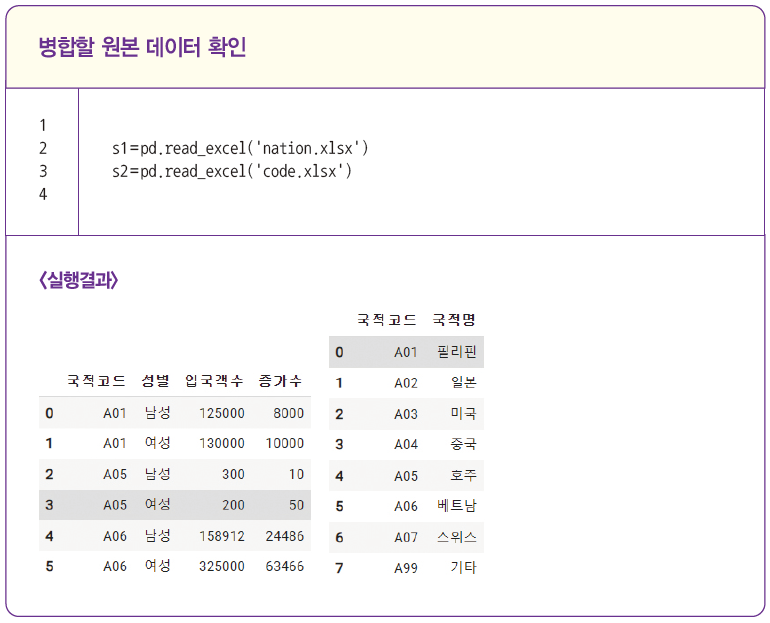 병합할 원본 데이터 확인
1
2 s1=pd.read_excel('nation.xlsx')
3 s2=pd.read_excel('code.xlsx')
4
<실행결과>
국적코드 성별 입국객수 증가수
0 A01 남성 125000 8000
1 A01 여성 130000 10000
2 A05 남성 300 10
3 A05 여성 200 50
4 A06 남성 158912 24486
5 A06 여성 325000 63466
국적코드 국적명
0 A01 필리핀
1 A02 일본
2 A03 미국
3 A04 중국
4 A05 호주
5 A06 베트남
6 A07 스위스
7 A99 기타